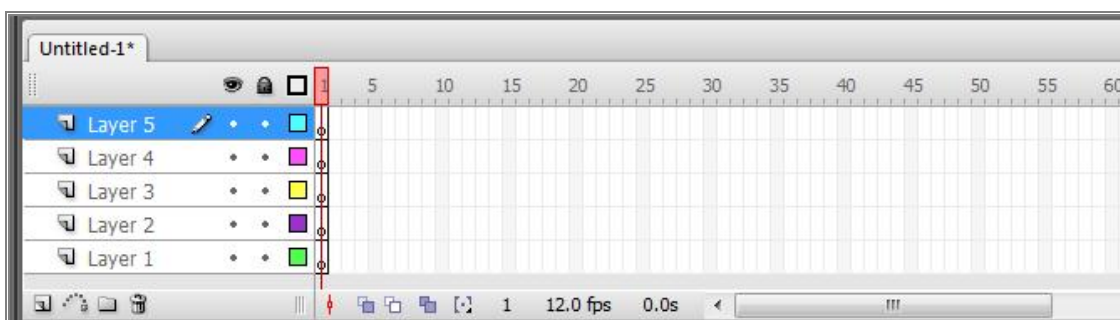 Untitled-1*
1 5 10 15 20 25 30 35 40 45 50 55 60
Layer 5
Layer 4
Layer 3
Layer 2
Layer 1
1 12.0 fps 0.0s